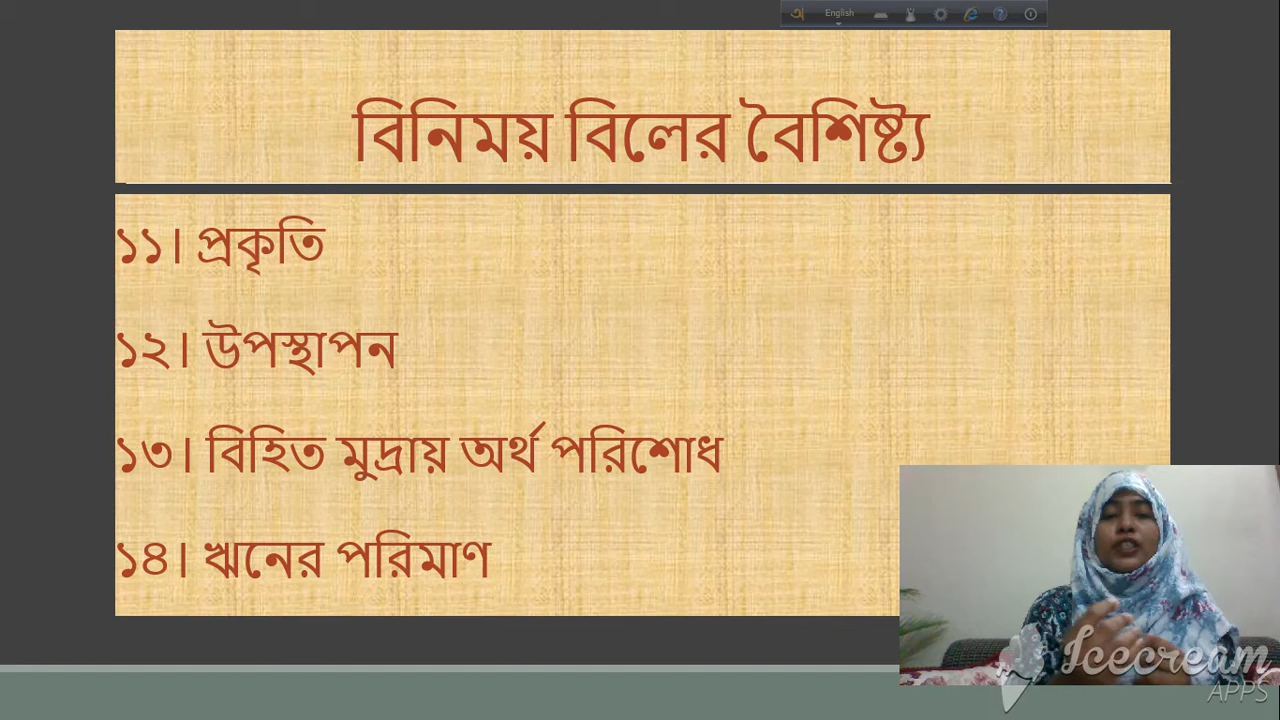 English
বিনিময় বিলের বৈশিষ্ট্য
১১। প্রকৃতি
১২। উপস্থাপন
১৩। বিহিত মুদ্রায় অর্থ পরিশোধ
১৪। ঋনের পরিমাণ
Icecream
APPS